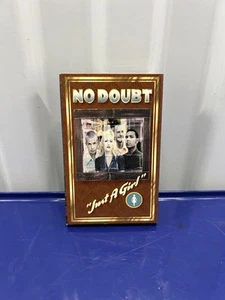 NO DOUBT
"Just A Girl"